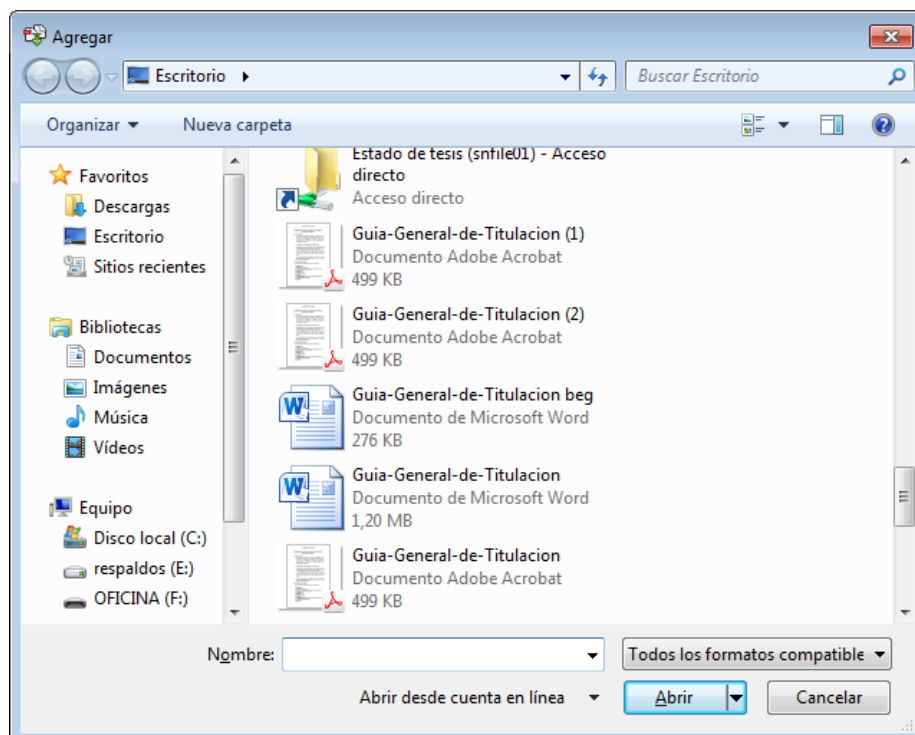 Agregar
Escritorio
Buscar Escritorio
Organizar
Nueva carpeta
Favoritos
Descargas
Escritorio
Sitios recientes
Bibliotecas
Documentos
Imágenes
Música
Vídeos
Equipo
Disco local (C:)
respaldos (E:)
OFICINA (F:)
Estado de tesis (snfile01) - Acceso
directo
Acceso directo
Guia-General-de-Titulacion (1)
Documento Adobe Acrobat
499 KB
Guia-General-de-Titulacion (2)
Documento Adobe Acrobat
499 KB
Guia-General-de-Titulacion beg
Documento de Microsoft Word
276 KB
Guia-General-de-Titulacion
Documento de Microsoft Word
1,20 MB
Guia-General-de-Titulacion
Documento Adobe Acrobat
499 KB
Nombre:
Todos los formatos compatible
Abrir desde cuenta en línea
Abrir
Cancelar